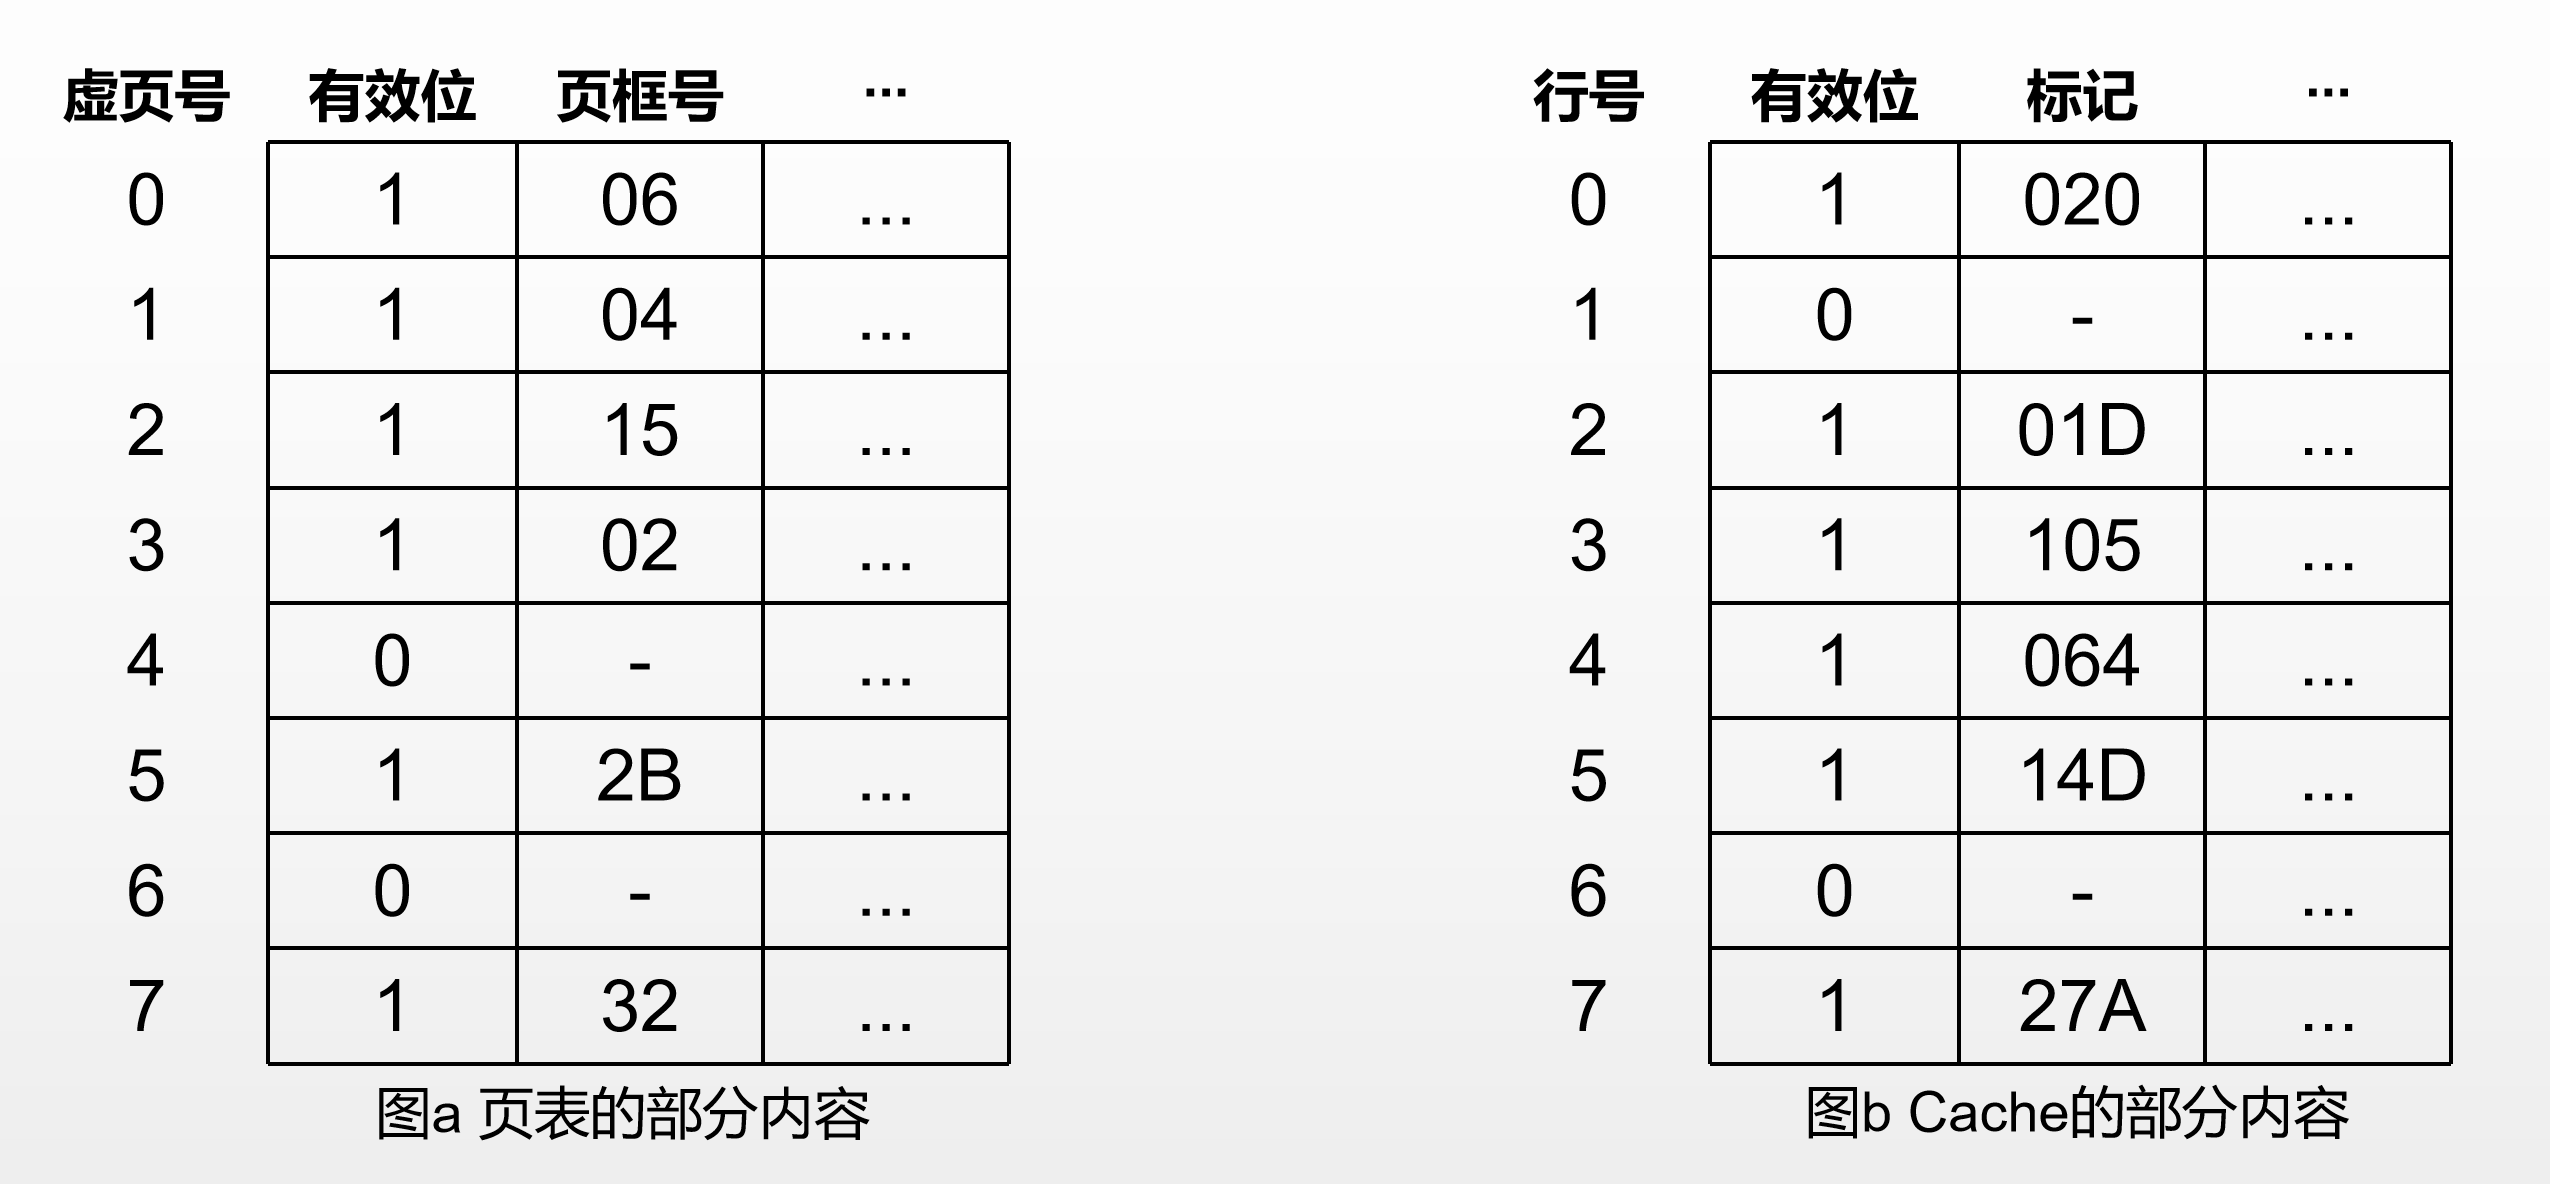 虚页号 有效位 页框号 ...
0 1 06 ...
1 1 04 ...
2 1 15 ...
3 1 02 ...
4 0 - ...
5 1 2B ...
6 0 - ...
7 1 32 ...
图a 页表的部分内容
行号 有效位 标记 ...
0 1 020 ...
1 0 - ...
2 1 01D ...
3 1 105 ...
4 1 064 ...
5 1 14D ...
6 0 - ...
7 1 27A ...
图b Cache的部分内容